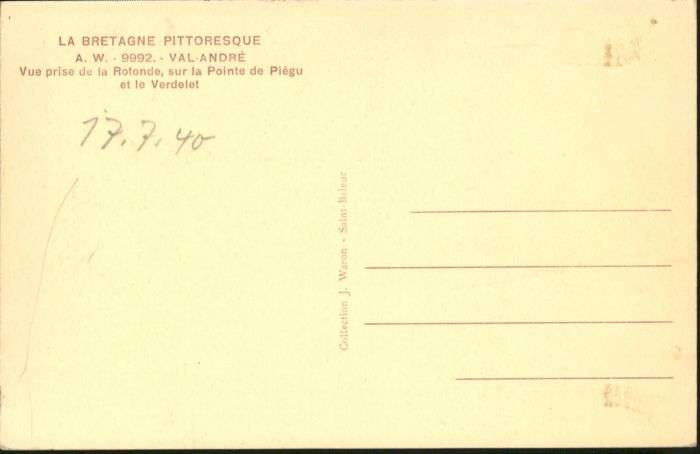 LA BRETAGNE PITTORESQUE
A. W. - 9992. - VAL-ANDRÉ
Vue prise de la Rotonde, sur la Pointe de Piégu
et le Verdelet
17.7.40
Collection J. Waron - Saint-Brieuc